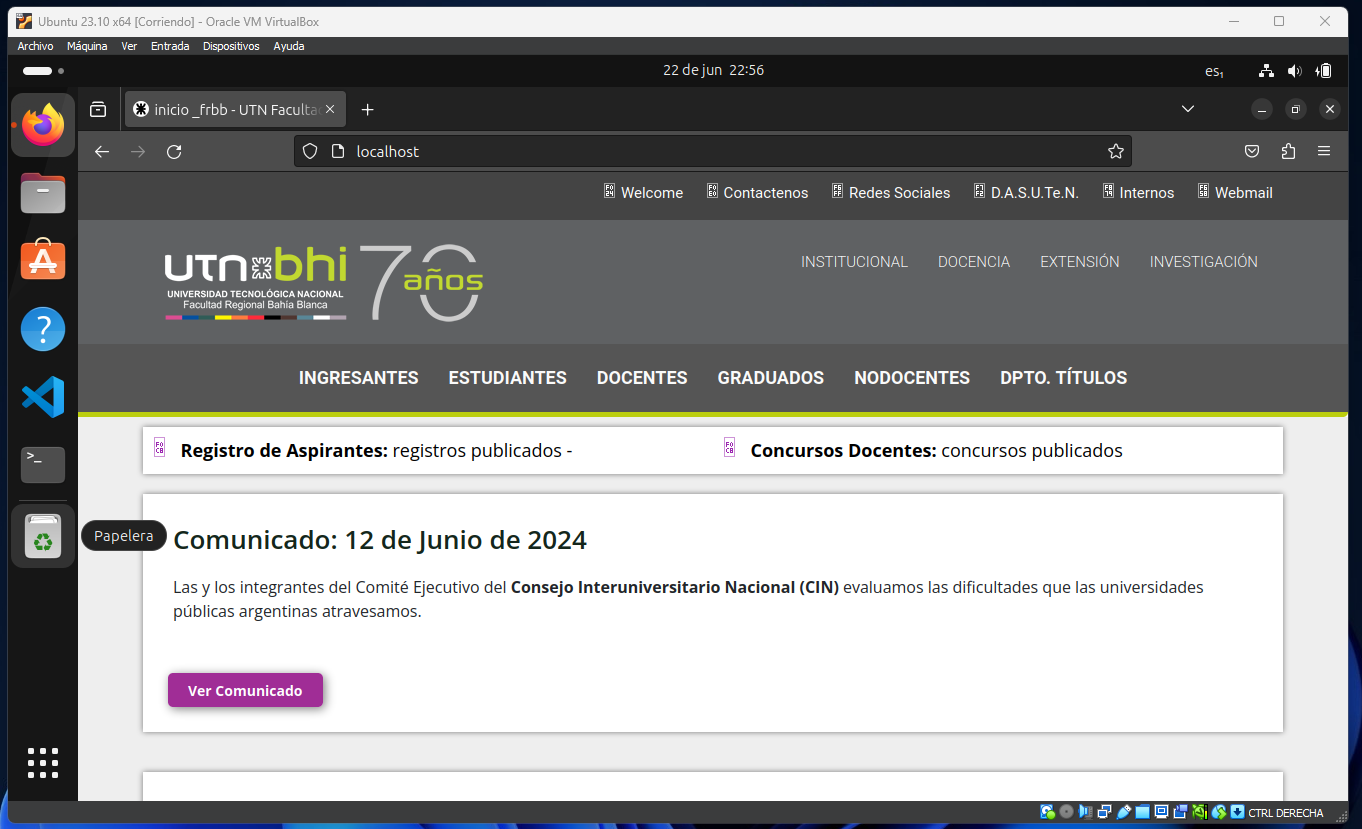 Ubuntu 23.10 x64 [Corriendo] - Oracle VM VirtualBox
Archivo Máquina Ver Entrada Dispositivos Ayuda
22 de jun 22:56
es₁
inicio _frbb - UTN Faculta
localhost
Welcome Contactenos Redes Sociales D.A.S.U.Te.N. Internos Webmail
utn bhi 70 años
UNIVERSIDAD TECNOLÓGICA NACIONAL
Facultad Regional Bahía Blanca
INSTITUCIONAL DOCENCIA EXTENSIÓN INVESTIGACIÓN
INGRESANTES ESTUDIANTES DOCENTES GRADUADOS NODOCENTES DPTO. TÍTULOS
Registro de Aspirantes: registros publicados -
Concursos Docentes: concursos publicados
Papelera
Comunicado: 12 de Junio de 2024
Las y los integrantes del Comité Ejecutivo del Consejo Interuniversitario Nacional (CIN) evaluamos las dificultades que las universidades
públicas argentinas atravesamos.
Ver Comunicado
CTRL DERECHA